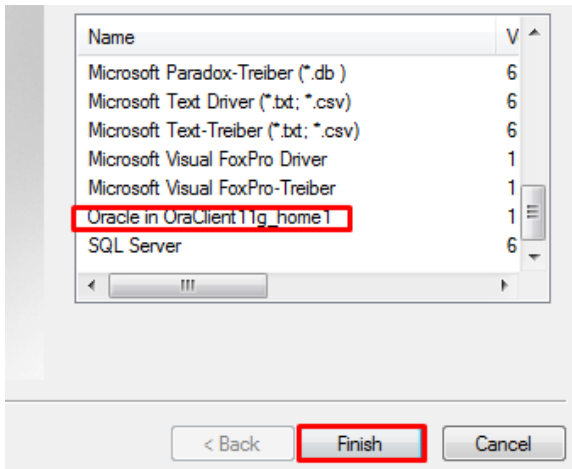 Name V
Microsoft Paradox-Treiber (*.db ) 6
Microsoft Text Driver (*.txt; *.csv) 6
Microsoft Text-Treiber (*.txt; *.csv) 6
Microsoft Visual FoxPro Driver 1
Microsoft Visual FoxPro-Treiber 1
Oracle in OraClient11g_home1 1
SQL Server 6
< Back Finish Cancel